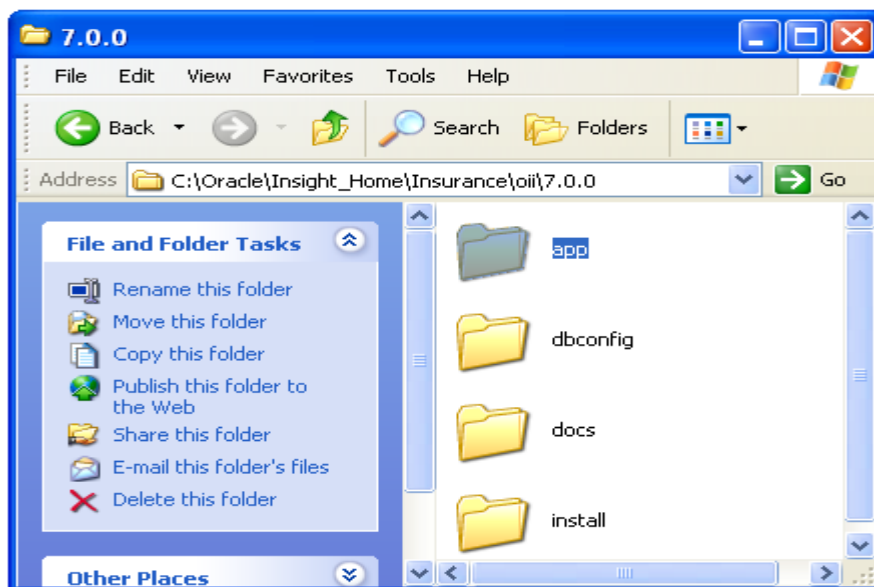 7.0.0
File Edit View Favorites Tools Help
Back Search Folders
Address C:\Oracle\Insight_Home\Insurance\oii\7.0.0 Go
File and Folder Tasks
Rename this folder
Move this folder
Copy this folder
Publish this folder to
the Web
Share this folder
E-mail this folder's files
Delete this folder
Other Places
app
dbconfig
docs
install